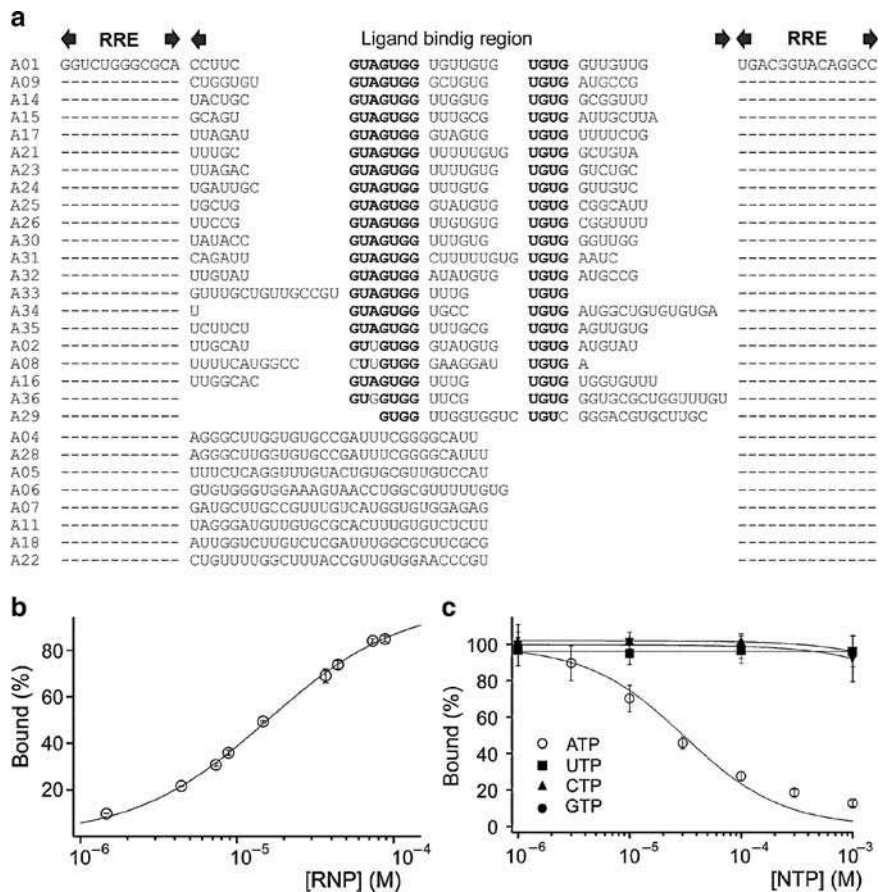 a
RRE Ligand bindig region RRE
A01 GGUCUGGGCGCA CCUUC GUAGUGG UGUUGUG UGUG GUUGUUG UGACGGUACAGGCC
A09 ------------ CUGGUGU GUAGUGG GCUGUG UGUG AUGCCG --------------
A14 ------------ UACUGC GUAGUGG UUGGUG UGUG GCGGUUU --------------
A15 ------------ GCAGU GUAGUGG UUUGCG UGUG AUUGCUUA --------------
A17 ------------ UUAGAU GUAGUGG GUAGUG UGUG UUUUCUG --------------
A21 ------------ UUUGC GUAGUGG UUUUUGUG UGUG GCUGUA --------------
A23 ------------ UUAGAC GUAGUGG UUUUGUG UGUG GUCUGC --------------
A24 ------------ UGAUUGC GUAGUGG UUUGUG UGUG GUUGUC --------------
A25 ------------ UGCUG GUAGUGG GUAUGUG UGUG CGGCAUU --------------
A26 ------------ UUCCG GUAGUGG UUGUGUG UGUG CGGUUUU --------------
A30 ------------ UAUACC GUAGUGG UUUGUG UGUG GGUUGG --------------
A31 ------------ CAGAUU GUAGUGG CUUUUUGUG UGUG AAUC --------------
A32 ------------ UUGUAU GUAGUGG AUAUGUG UGUG AUGCCG --------------
A33 ------------ GUUUGCUGUUGCCGU GUAGUGG UUUG UGUG --------------
A34 ------------ U GUAGUGG UGCC UGUG AUGGCUGUGUGUGA --------------
A35 ------------ UCUUCU GUAGUGG UUUGCG UGUG AGUUGUG --------------
A02 ------------ UUGCAU GUUGUGG GUAUGUG UGUG AUGUAU --------------
A08 ------------ UUUUCAUGGCC CUUGUGG GAAGGAU UGUG A --------------
A16 ------------ UUGGCAC GUAGUGG UUUG UGUG UGGUGUUU --------------
A36 ------------ GUGGUGG UUCG UGUG GGUGCGCUGGUUUGU --------------
A29 ------------ GUGG UUGGUGGUC UGUC GGGACGUGCUUGC --------------
A04 ------------ AGGGCUUGGUGUGCCGAUUUCGGGGCAUU --------------
A28 ------------ AGGGCUUGGUGUGCCGAUUUCGGGGCAUUU --------------
A05 ------------ UUUCUCAGGUUUGUACUGUGCGUUGUCCAU --------------
A06 ------------ GUGUGGGUGGAAAGUAACCUGGCGUUUUUGUG --------------
A07 ------------ GAUGCUUGCCGUUUGUCAUGGUGUGGAGAG --------------
A11 ------------ UAGGGAUGUUGUGCGCACUUUGUGUCUCUU --------------
A18 ------------ AUUGGUCUUGUCUCGAUUUGGCGCUUCGCG --------------
A22 ------------ CUGUUUUGGCUUUACCGUUGUGGAACCCGU --------------
b
80
60
40
20
Bound (%)
10⁻⁶ 10⁻⁵ 10⁻⁴
[RNP] (M)
c
100
80
60
40
20
0
Bound (%)
ATP
UTP
CTP
GTP
10⁻⁶ 10⁻⁵ 10⁻⁴ 10⁻³
[NTP] (M)